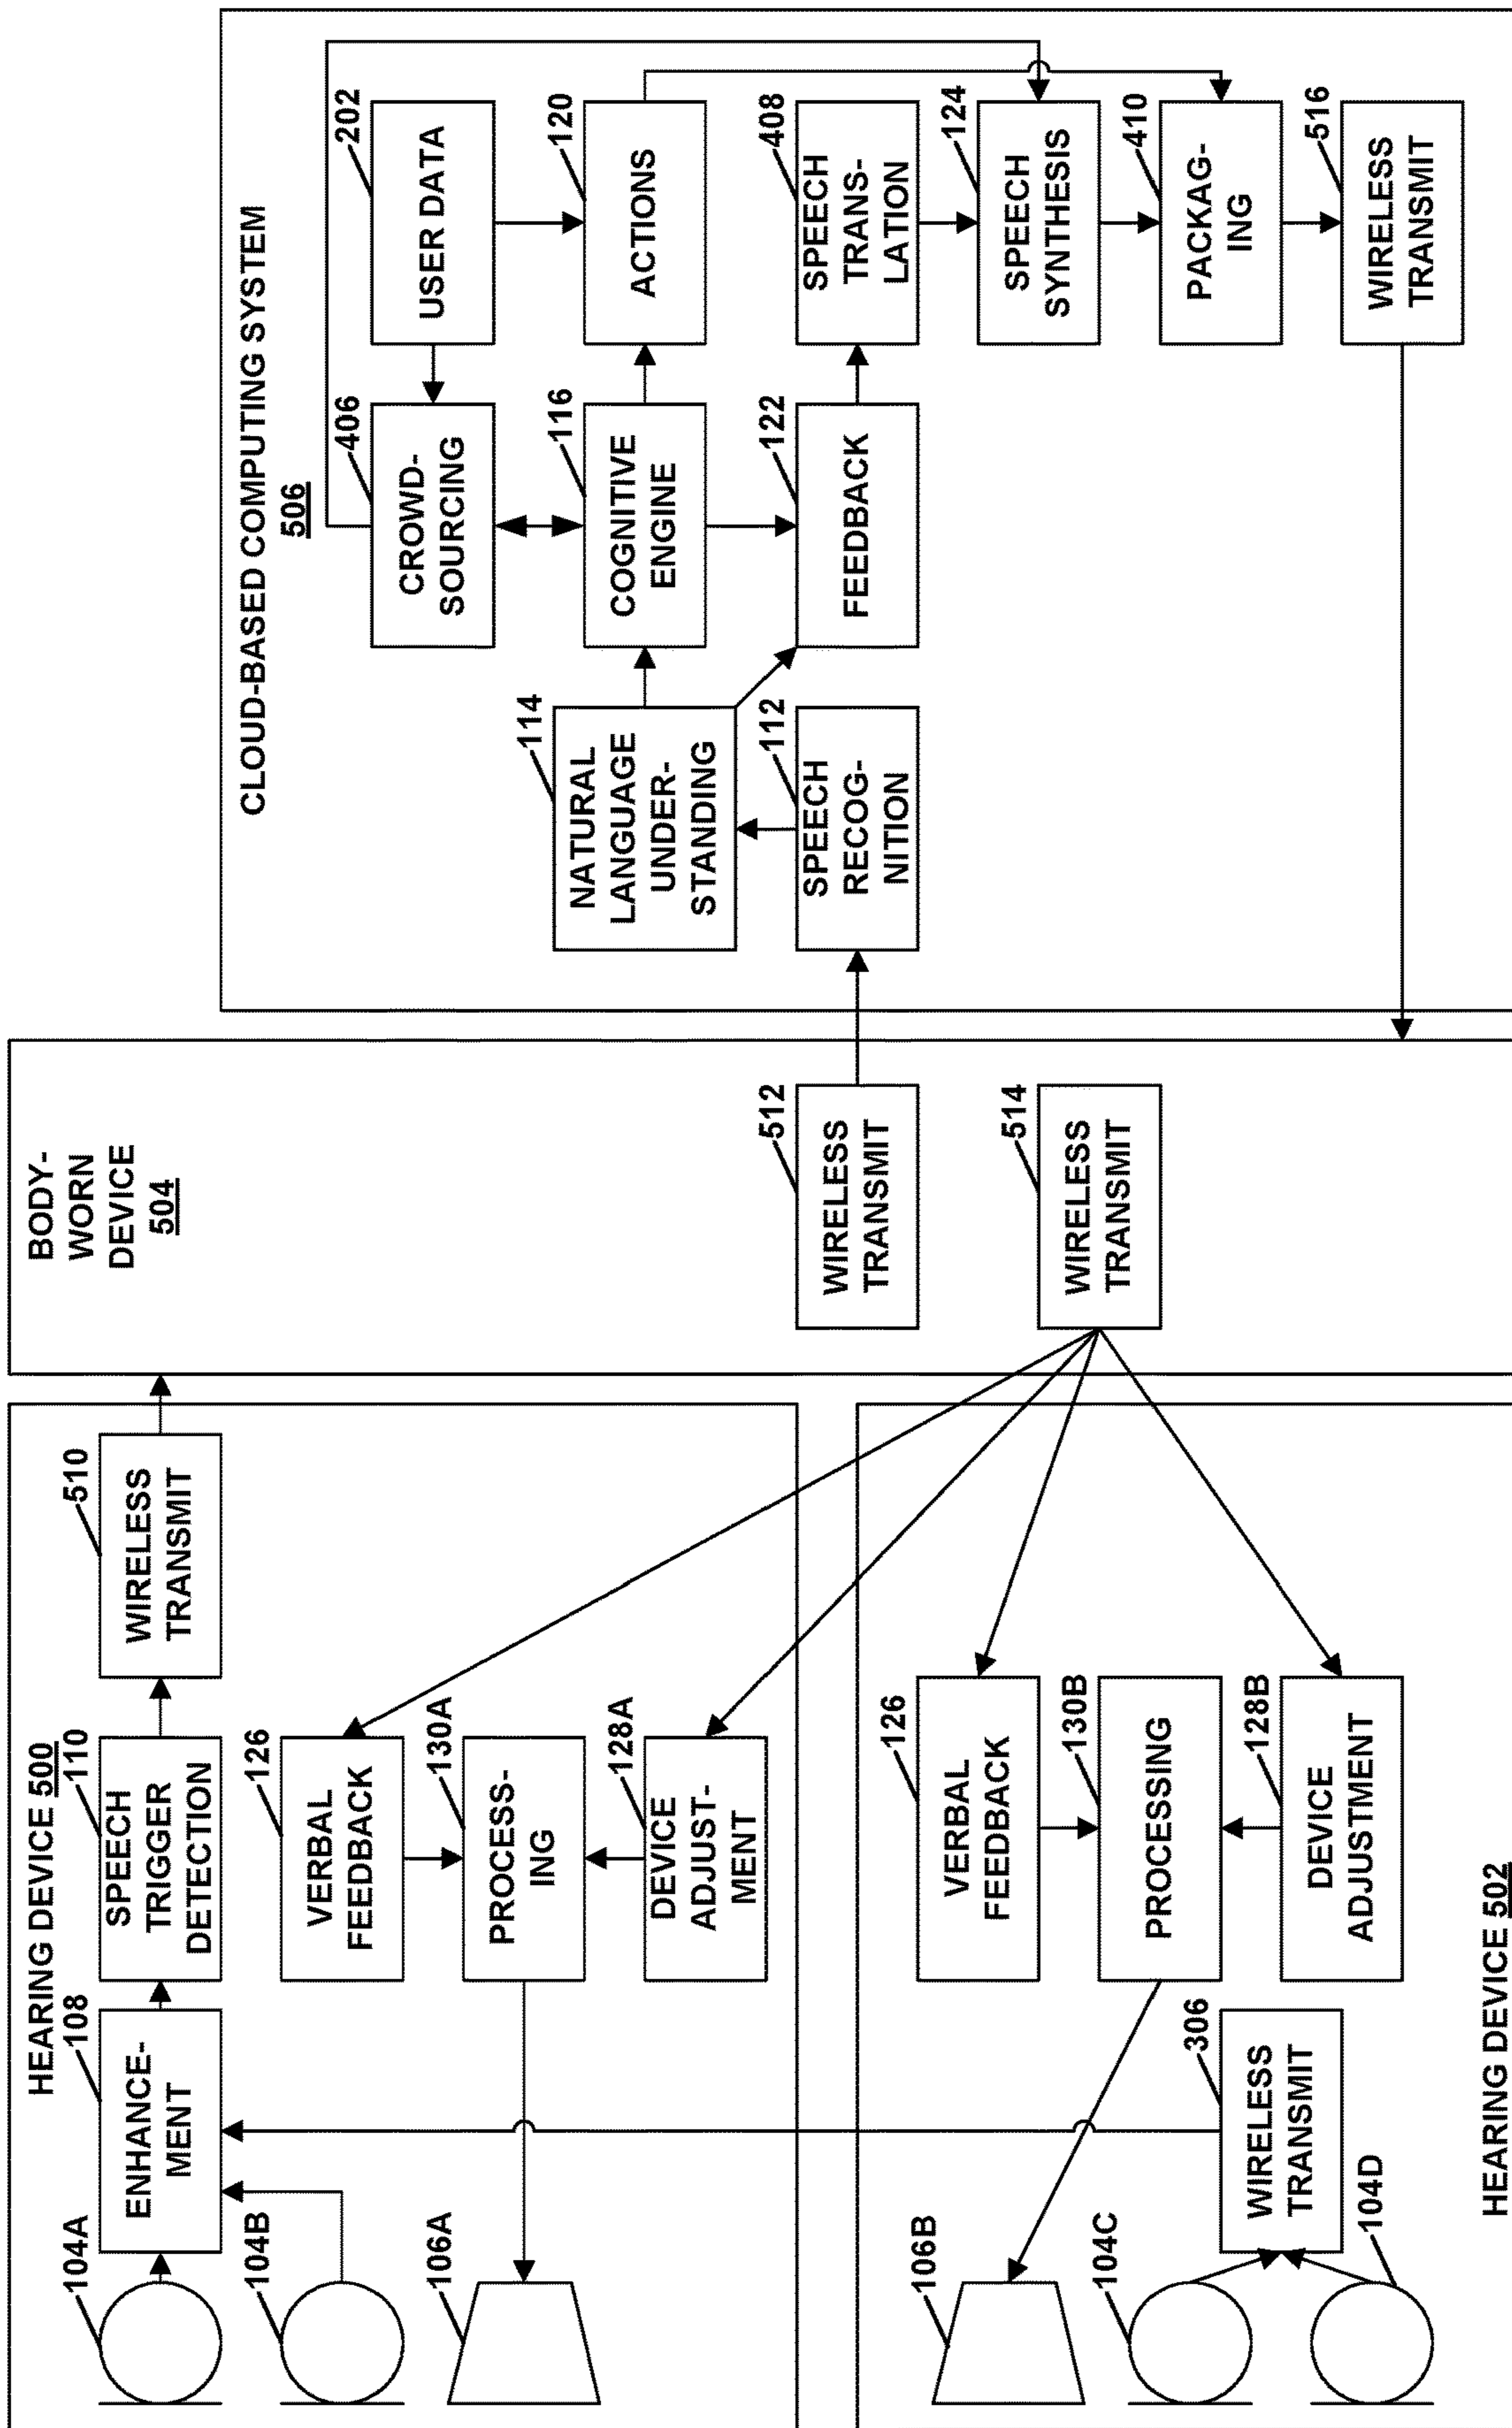 HEARING DEVICE 500
104A
104B
106A
108
ENHANCE-
MENT
110
SPEECH
TRIGGER
DETECTION
510
WIRELESS
TRANSMIT
126
VERBAL
FEEDBACK
130A
PROCESS-
ING
128A
DEVICE
ADJUST-
MENT
106B
104C
104D
306
WIRELESS
TRANSMIT
126
VERBAL
FEEDBACK
130B
PROCESSING
128B
DEVICE
ADJUSTMENT
HEARING DEVICE 502
BODY-
WORN
DEVICE
504
512
WIRELESS
TRANSMIT
514
WIRELESS
TRANSMIT
CLOUD-BASED COMPUTING SYSTEM
506
114
NATURAL
LANGUAGE
UNDER-
STANDING
112
SPEECH
RECOG-
NITION
406
CROWD-
SOURCING
116
COGNITIVE
ENGINE
122
FEEDBACK
202
USER DATA
120
ACTIONS
408
SPEECH
TRANS-
LATION
124
SPEECH
SYNTHESIS
410
PACKAG-
ING
516
WIRELESS
TRANSMIT